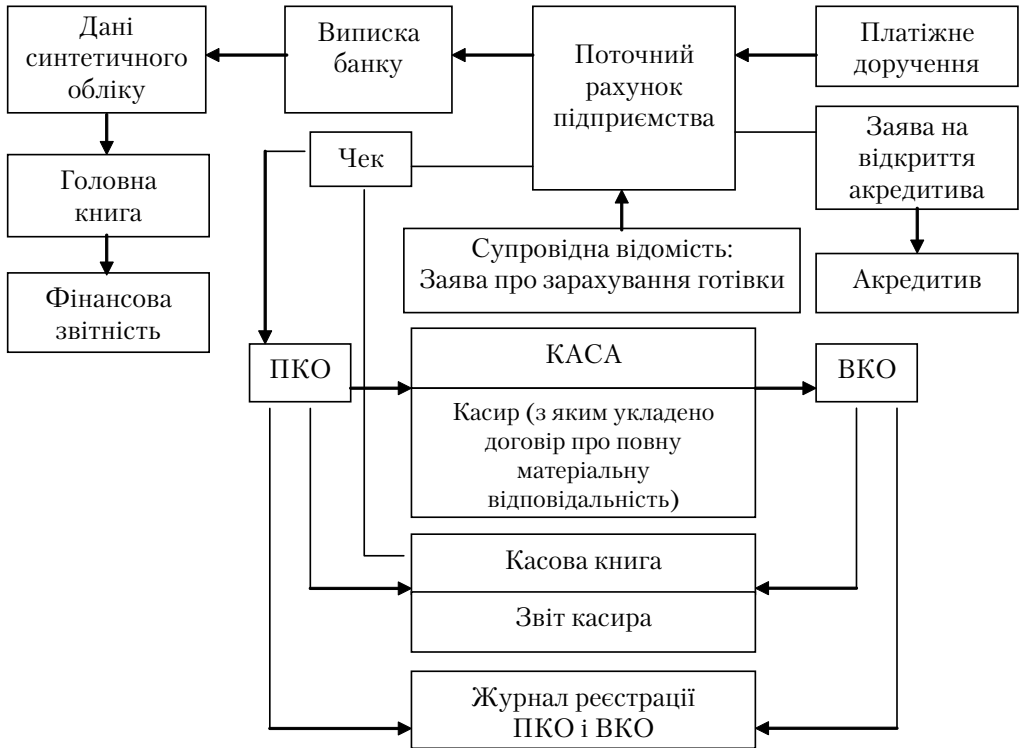 Дані
синтетичного
обліку
Виписка
банку
Поточний
рахунок
підприємства
Платіжне
доручення
Заява на
відкриття
акредитива
Чек
Головна
книга
Супровідна відомість:
Заява про зарахування готівки
Акредитив
Фінансова
звітність
ПКО
КАСА
ВКО
Касир (з яким укладено
договір про повну
матеріальну
відповідальність)
Касова книга
Звіт касира
Журнал реєстрації
ПКО і ВКО